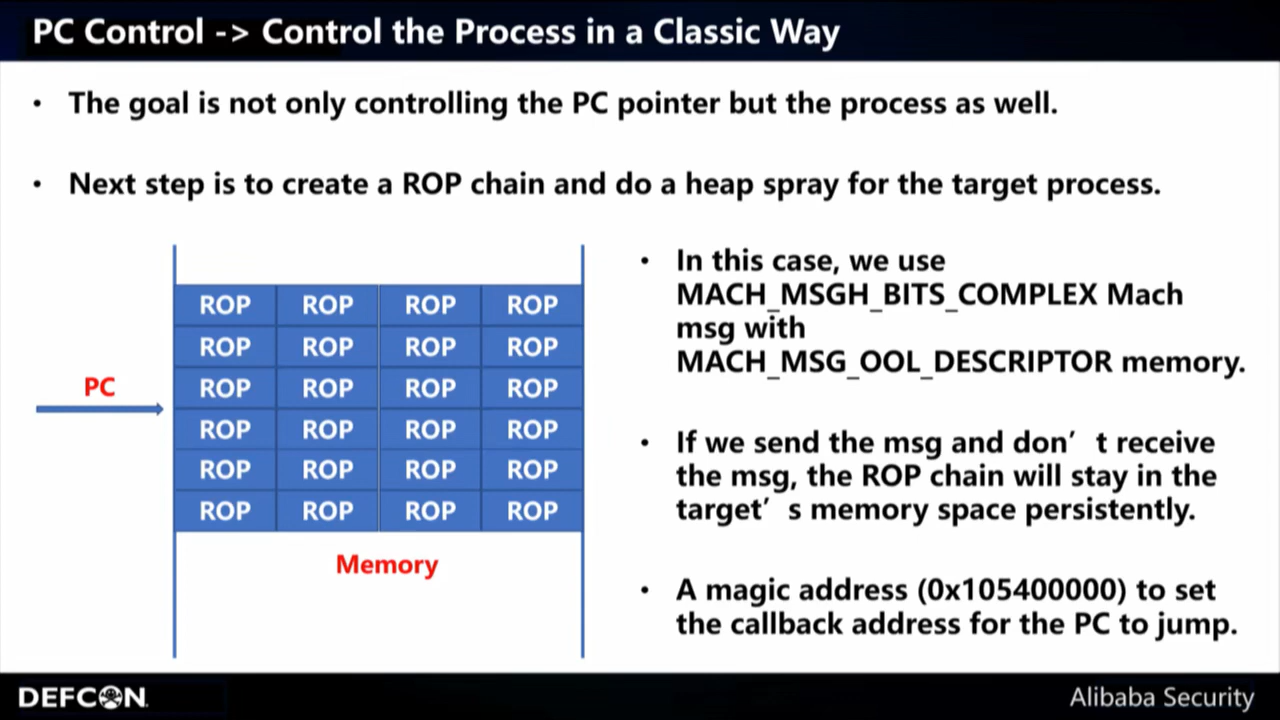 PC Control -> Control the Process in a Classic Way
• The goal is not only controlling the PC pointer but the process as well.
• Next step is to create a ROP chain and do a heap spray for the target process.
PC
ROP ROP ROP ROP
ROP ROP ROP ROP
ROP ROP ROP ROP
ROP ROP ROP ROP
ROP ROP ROP ROP
ROP ROP ROP ROP
Memory
• In this case, we use
MACH_MSGH_BITS_COMPLEX Mach
msg with
MACH_MSG_OOL_DESCRIPTOR memory.
• If we send the msg and don’t receive
the msg, the ROP chain will stay in the
target’s memory space persistently.
• A magic address (0x105400000) to set
the callback address for the PC to jump.
DEFCON
Alibaba Security